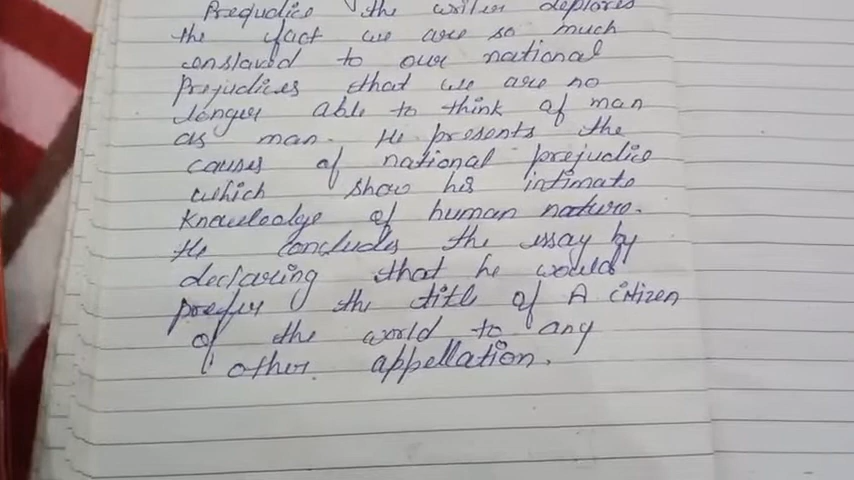 Prequdice the writer deplores
the fact we are so much
enslaved to our national
Prejudices that we are no
longer able to think of man
as man. He presents the
causes of national prejudice
which show his intimate
knowledge of human nature.
He concludes the essay by
declaring that he would
prefer the title of A citizen
of the world to any
other appellation.